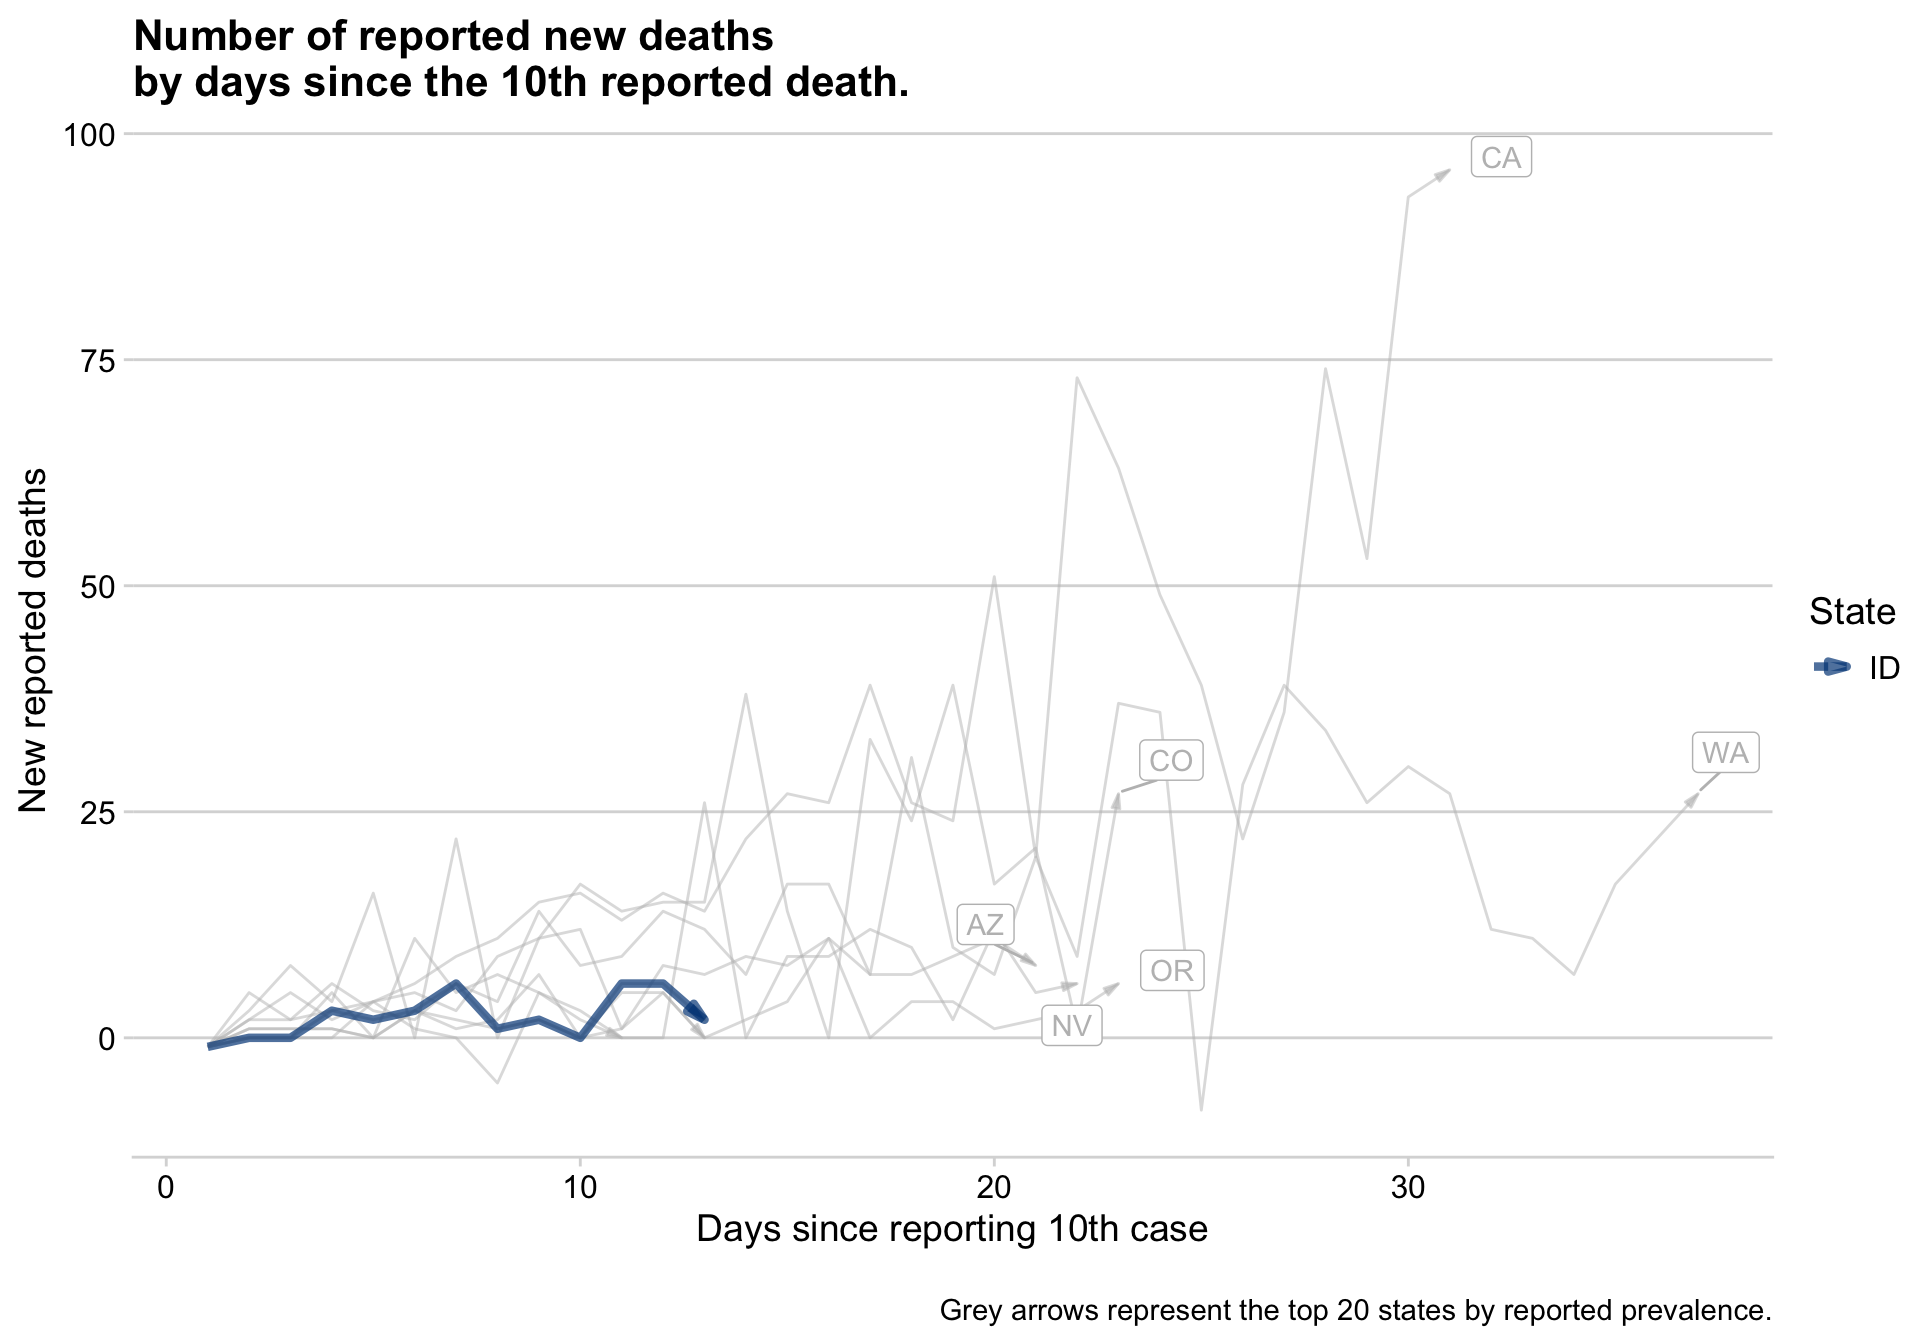 Number of reported new deaths
by days since the 10th reported death.
100
75
50
25
0
New reported deaths
CA
WA
CO
AZ
OR
NV
State
ID
0 10 20 30
Days since reporting 10th case
Grey arrows represent the top 20 states by reported prevalence.